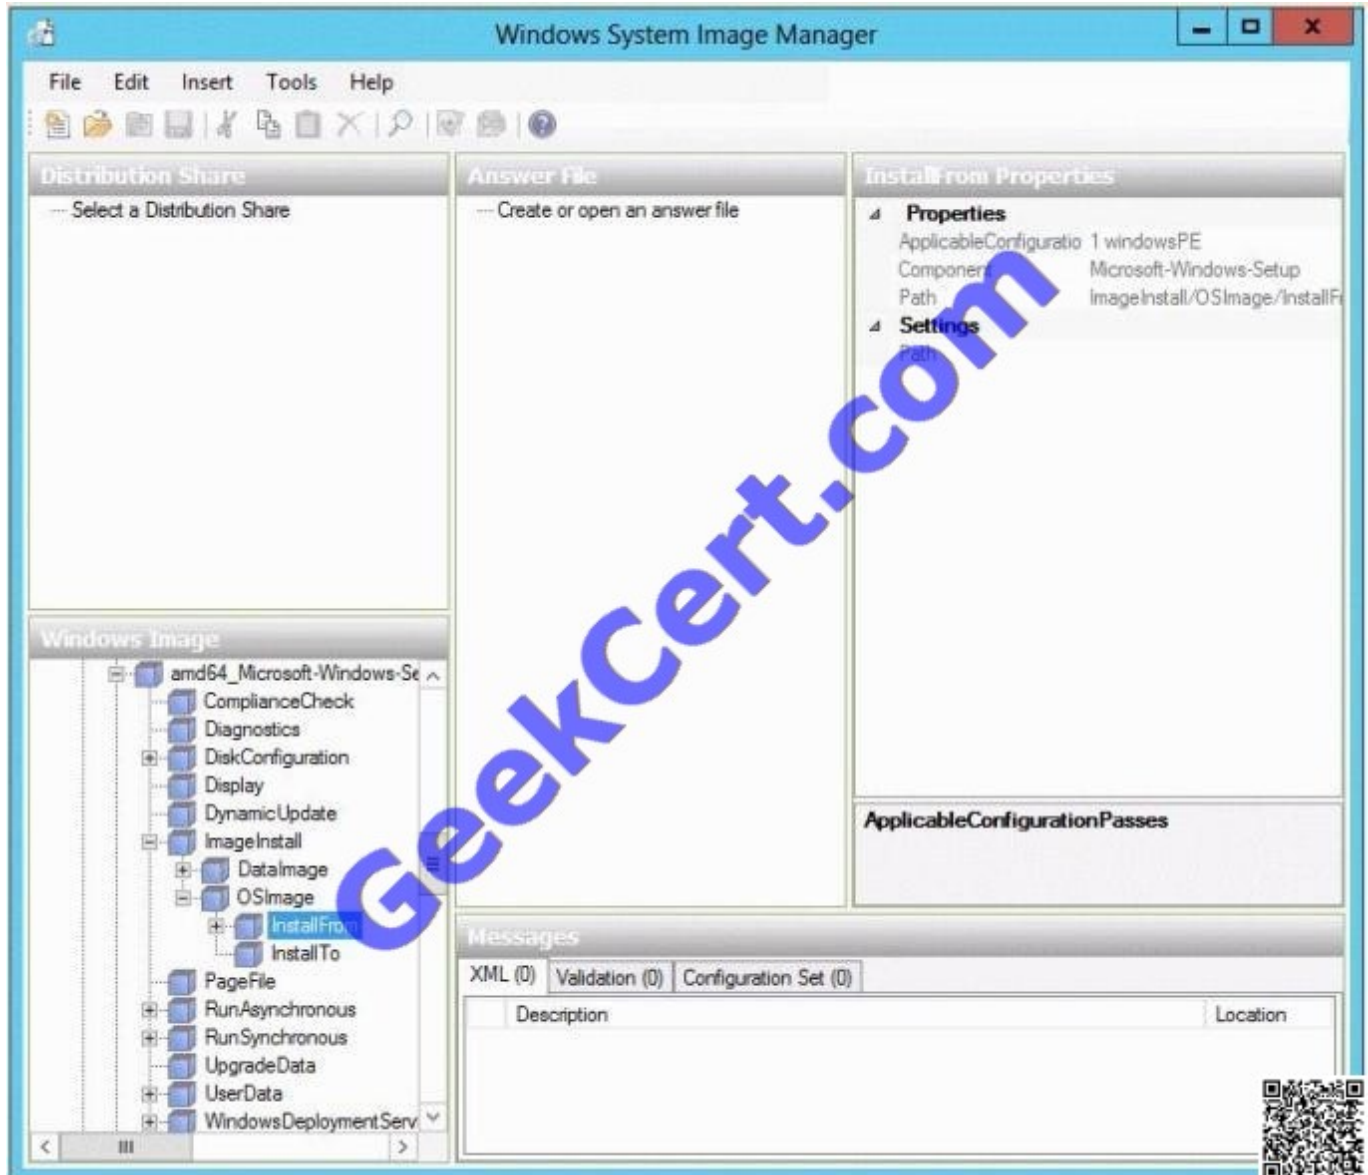 Windows System Image Manager
File Edit Insert Tools Help
Distribution Share
Select a Distribution Share
Answer File
Create or open an answer file
InstallFrom Properties
Properties
ApplicableConfiguratio 1 windowsPE
Component Microsoft-Windows-Setup
Path ImageInstall/OSImage/InstallFr
Settings
Path
ApplicableConfigurationPasses
Windows Image
amd64_Microsoft-Windows-Se
ComplianceCheck
Diagnostics
DiskConfiguration
Display
DynamicUpdate
ImageInstall
DataImage
OSImage
InstallFrom
InstallTo
PageFile
RunAsynchronous
RunSynchronous
UpgradeData
UserData
WindowsDeploymentServ
Messages
XML (0) Validation (0) Configuration Set (0)
Description Location
GeekCert.com